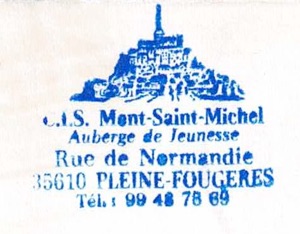 C.I.S. Mont-Saint-Michel
Auberge de Jeunesse
Rue de Normandie
35610 PLEINE-FOUGERES
Tél.: 99 48 78 69